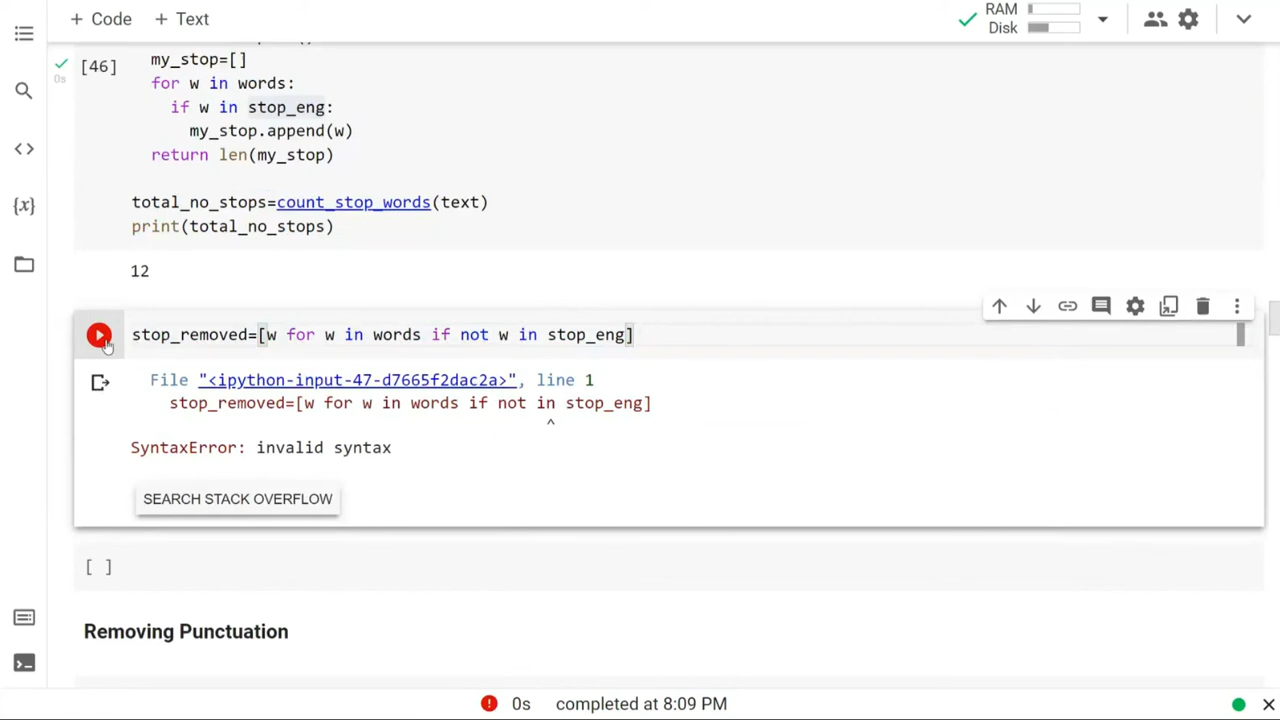 + Code + Text
RAM
Disk
my_stop=[]
[46]
0s
for w in words:
if w in stop_eng:
my_stop.append(w)
return len(my_stop)
total_no_stops=count_stop_words(text)
print(total_no_stops)
12
stop_removed=[w for w in words if not w in stop_eng]
File "<ipython-input-47-d7665f2dac2a>", line 1
stop_removed=[w for w in words if not in stop_eng]
^
SyntaxError: invalid syntax
SEARCH STACK OVERFLOW
[ ]
Removing Punctuation
0s completed at 8:09 PM